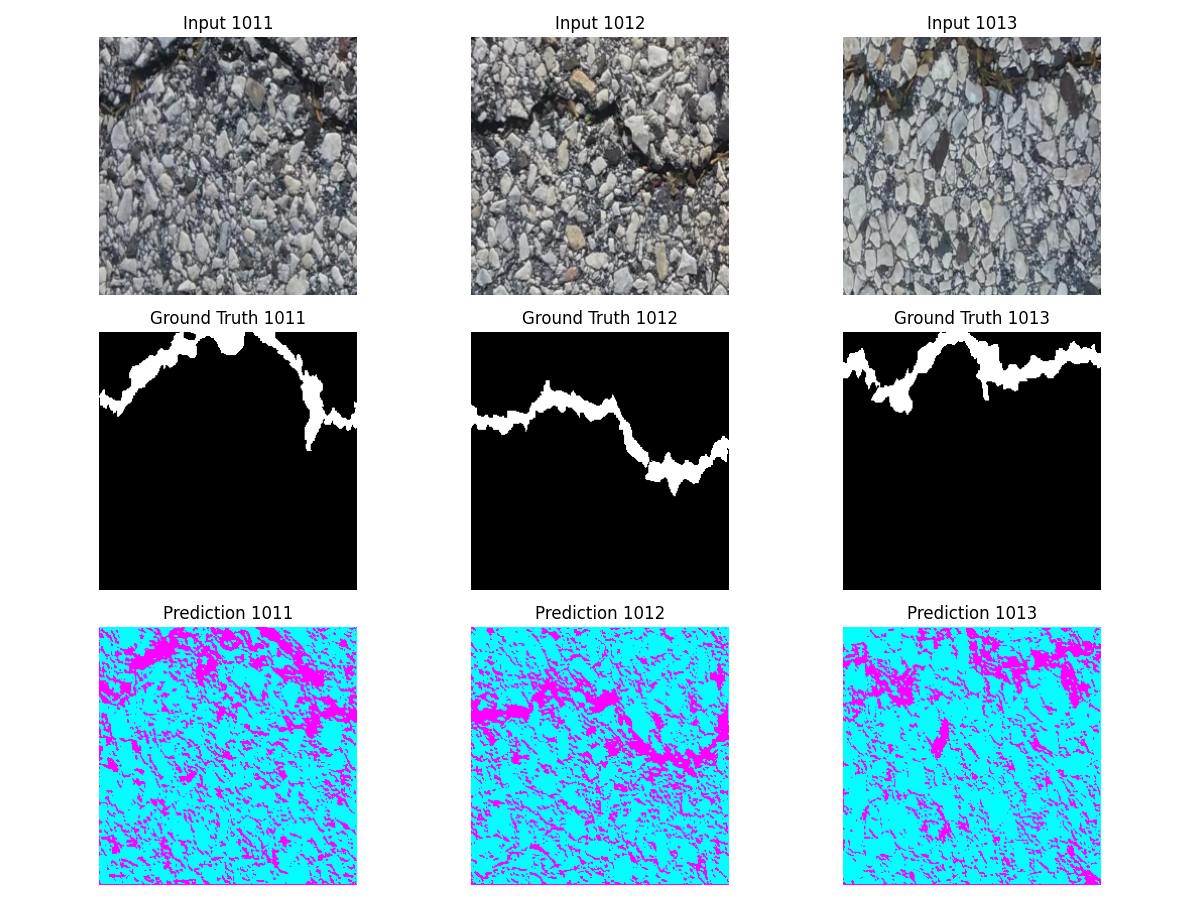 Input 1011
Input 1012
Input 1013
Ground Truth 1011
Ground Truth 1012
Ground Truth 1013
Prediction 1011
Prediction 1012
Prediction 1013